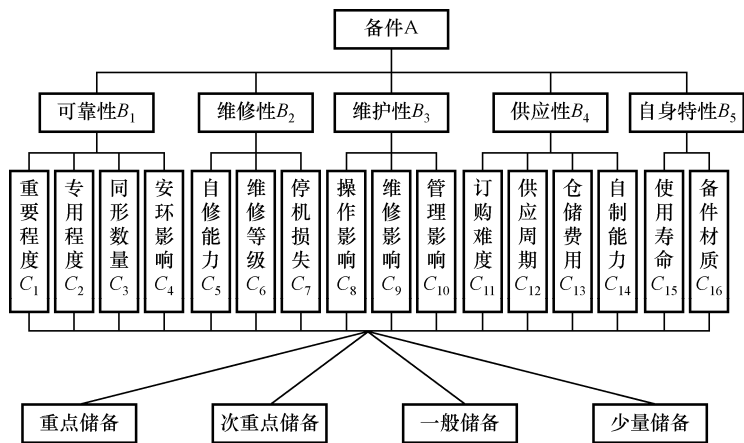 备件A
可靠性B₁
维修性B₂
维护性B₃
供应性B₄
自身特性B₅
重要程度C₁
专用程度C₂
同形数量C₃
安环影响C₄
自修能力C₅
维修等级C₆
停机损失C₇
操作影响C₈
维修影响C₉
管理影响C₁₀
订购难度C₁₁
供应周期C₁₂
仓储费用C₁₃
自制能力C₁₄
使用寿命C₁₅
备件材质C₁₆
重点储备
次重点储备
一般储备
少量储备